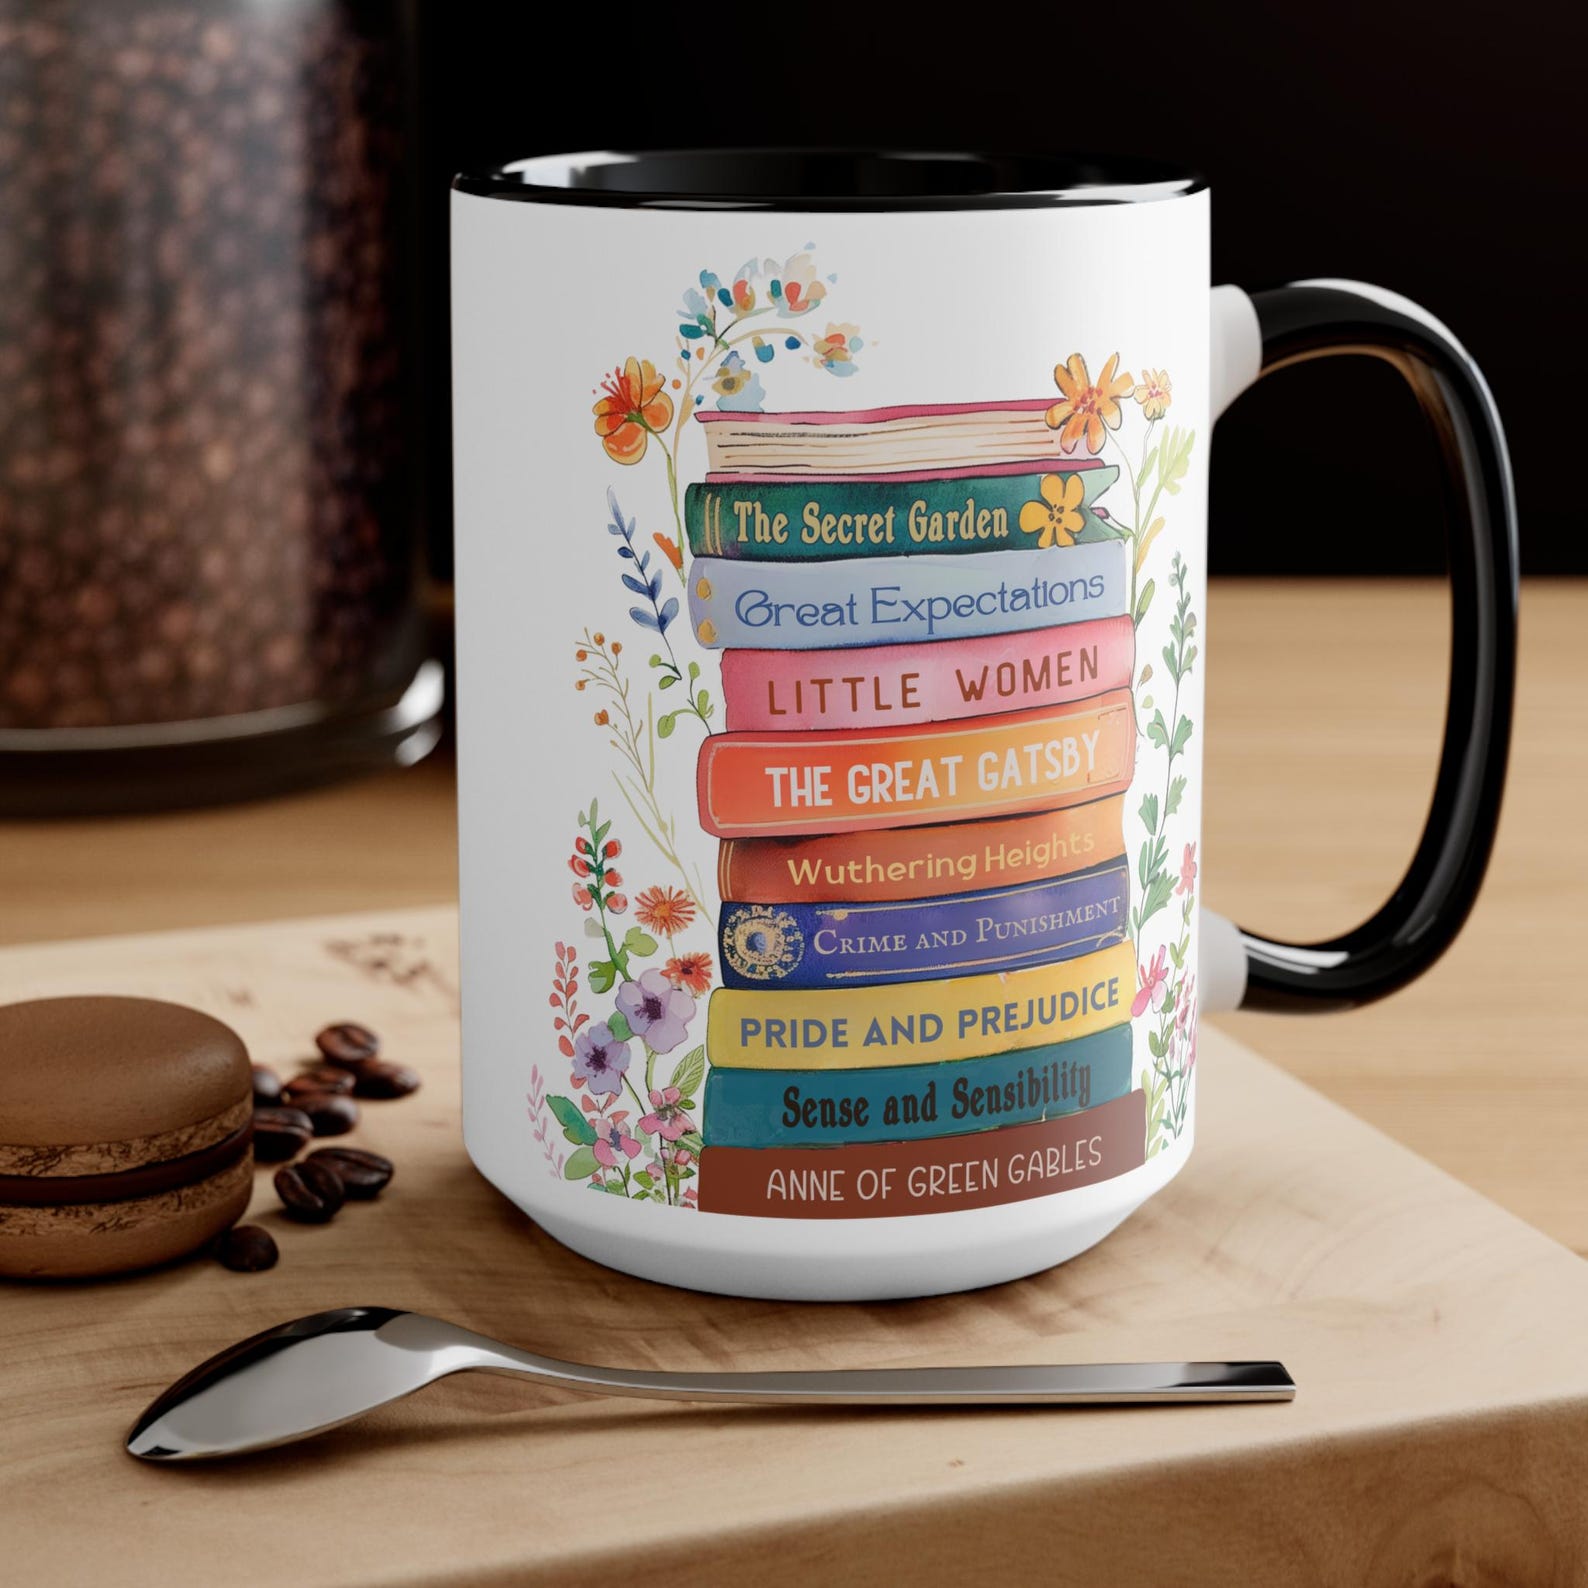 The Secret Garden
Great Expectations
LITTLE WOMEN
THE GREAT GATSBY
Wuthering Heights
CRIME AND PUNISHMENT
PRIDE AND PREJUDICE
Sense and Sensibility
ANNE OF GREEN GABLES